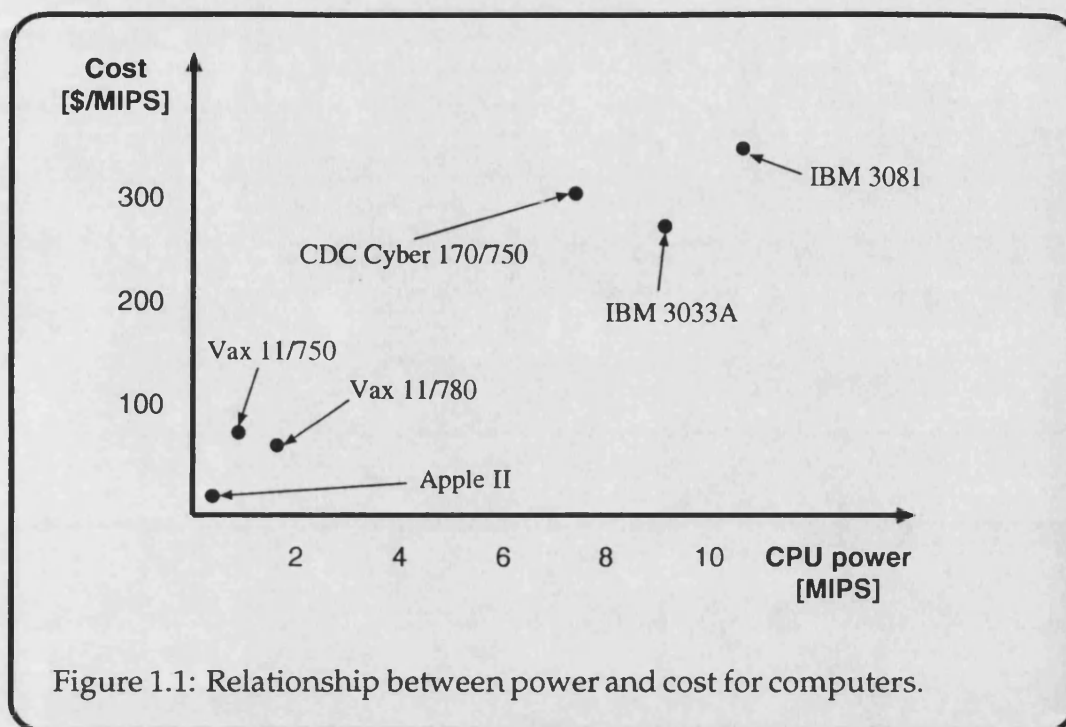 Cost
[$/MIPS]
300
200
100
IBM 3081
CDC Cyber 170/750
IBM 3033A
Vax 11/750
Vax 11/780
Apple II
2 4 6 8 10 CPU power
[MIPS]
Figure 1.1: Relationship between power and cost for computers.